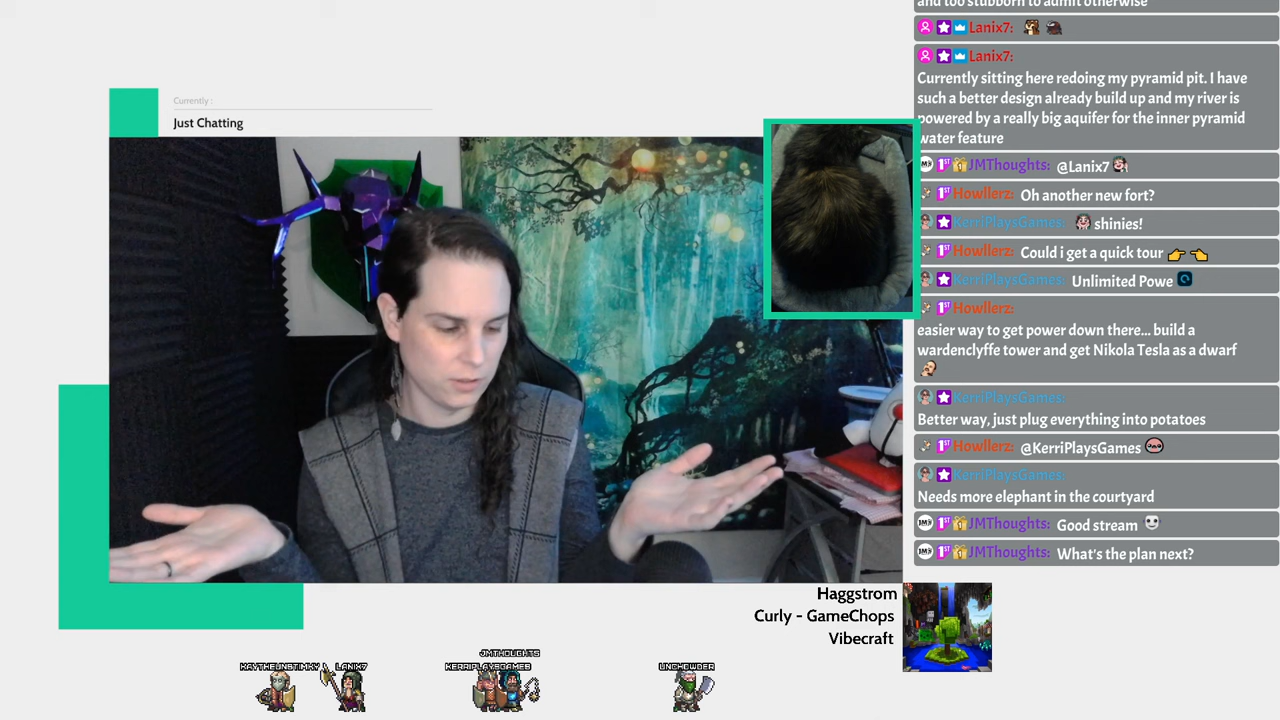 Currently :
Just Chatting
and too stubborn to admit otherwise
Lanix7:
Lanix7:
Currently sitting here redoing my pyramid pit. I have
such a better design already build up and my river is
powered by a really big aquifer for the inner pyramid
water feature
JMThoughts: @Lanix7
Howllerz: Oh another new fort?
KerriPlaysGames: shinies!
Howllerz: Could i get a quick tour 👉 👈
KerriPlaysGames: Unlimited Powe
Howllerz:
easier way to get power down there... build a
wardenclyffe tower and get Nikola Tesla as a dwarf
KerriPlaysGames:
Better way, just plug everything into potatoes
Howllerz: @KerriPlaysGames
KerriPlaysGames:
Needs more elephant in the courtyard
JMThoughts: Good stream
JMThoughts: What's the plan next?
Haggstrom
Curly - GameChops
Vibecraft
JMTHOUGHTS
LANIX7
KERRIPLAYSGAMES